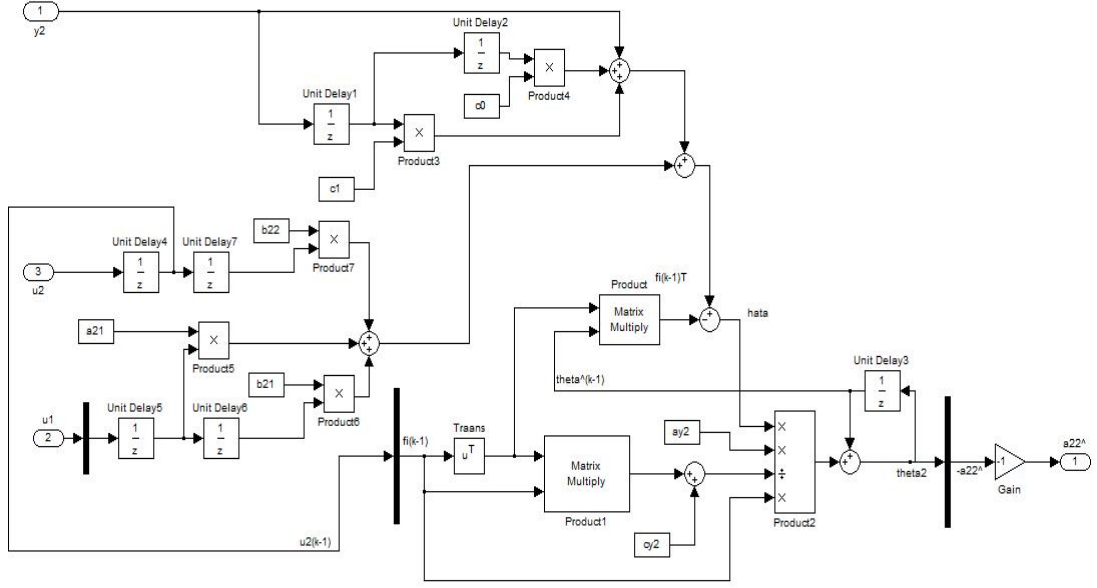 1
y2
Unit Delay2
1
z
×
Product4
c0
+
+
+
Unit Delay1
1
z
×
Product3
c1
+
+
b22
×
Product7
Unit Delay4
1
z
Unit Delay7
1
z
3
u2
Product
fi(k-1)T
Matrix
Multiply
-
+
hata
a21
×
Product5
+
+
+
b21
×
Product6
theta^(k-1)
Unit Delay3
1
z
u1
2
Unit Delay5
1
z
Unit Delay6
1
z
fi(k-1)
Traans
uT
Matrix
Multiply
Product1
ay2
×
×
÷
×
Product2
+
+
+
+
cy2
theta2
-a22^
-1
Gain
a22^
1
u2(k-1)